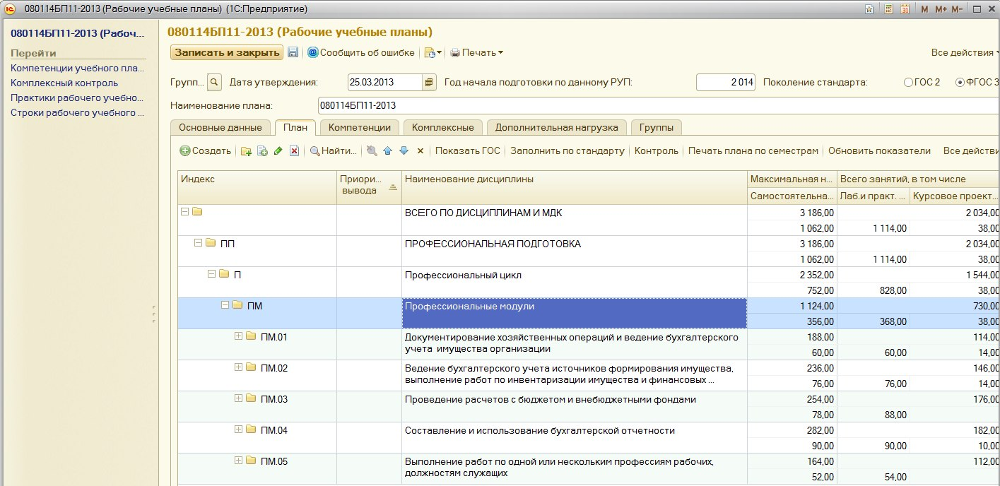 080114БП11-2013 (Рабочие учебные планы) (1С:Предприятие)
M M+ M-
080114БП11-2013 (Рабоч...
Перейти
Компетенции учебного пла...
Комплексный контроль
Практики рабочего учебно...
Строки рабочего учебного ...
080114БП11-2013 (Рабочие учебные планы)
Записать и закрыть Сообщить об ошибке Печать Все действия
Групп... Дата утверждения: 25.03.2013 Год начала подготовки по данному РУП: 2 014 Поколение стандарта: ГОС 2 ФГОС 3
Наименование плана: 080114БП11-2013
Основные данные План Компетенции Комплексные Дополнительная нагрузка Группы
Создать Найти... Показать ГОС Заполнить по стандарту Контроль Печать плана по семестрам Обновить показатели Все действи
Индекс Приори... вывода Наименование дисциплины Максимальная н... Всего занятий, в том числе
Самостоятельна... Лаб.и практ. ... Курсовое проект...
ВСЕГО ПО ДИСЦИПЛИНАМ И МДК 3 186,00 2 034,00
1 062,00 1 114,00 38,00
ПП ПРОФЕССИОНАЛЬНАЯ ПОДГОТОВКА 3 186,00 2 034,00
1 062,00 1 114,00 38,00
П Профессиональный цикл 2 352,00 1 544,00
752,00 828,00 38,00
ПМ Профессиональные модули 1 124,00 730,00
356,00 368,00 38,00
ПМ.01 Документирование хозяйственных операций и ведение бухгалтерского 188,00 114,00
учета имущества организации 60,00 60,00 14,00
ПМ.02 Ведение бухгалтерского учета источников формирования имущества, 236,00 146,00
выполнение работ по инвентаризации имущества и финансовых ... 76,00 76,00 14,00
ПМ.03 Проведение расчетов с бюджетом и внебюджетными фондами 254,00 176,00
78,00 88,00
ПМ.04 Составление и использование бухгалтерской отчетности 282,00 182,00
90,00 90,00 10,00
ПМ.05 Выполнение работ по одной или нескольким профессиям рабочих, 164,00 112,00
должностям служащих 52,00 54,00